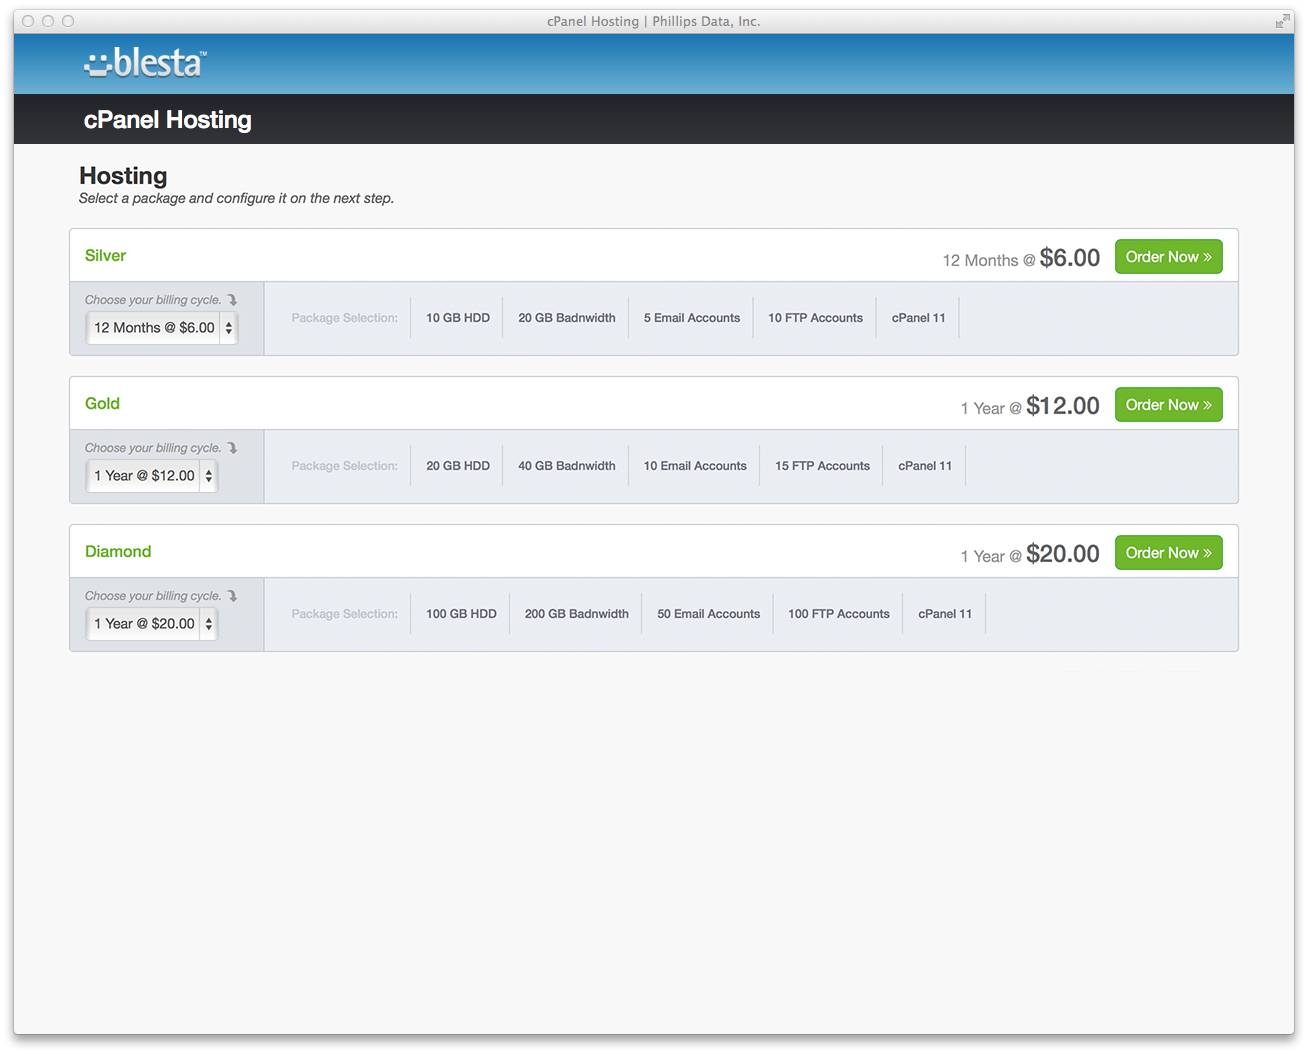 cPanel Hosting | Phillips Data, Inc.
blesta™
cPanel Hosting
Hosting
Select a package and configure it on the next step.
Silver
12 Months @ $6.00 Order Now »
Choose your billing cycle.
12 Months @ $6.00
Package Selection: 10 GB HDD 20 GB Badnwidth 5 Email Accounts 10 FTP Accounts cPanel 11
Gold
1 Year @ $12.00 Order Now »
Choose your billing cycle.
1 Year @ $12.00
Package Selection: 20 GB HDD 40 GB Badnwidth 10 Email Accounts 15 FTP Accounts cPanel 11
Diamond
1 Year @ $20.00 Order Now »
Choose your billing cycle.
1 Year @ $20.00
Package Selection: 100 GB HDD 200 GB Badnwidth 50 Email Accounts 100 FTP Accounts cPanel 11